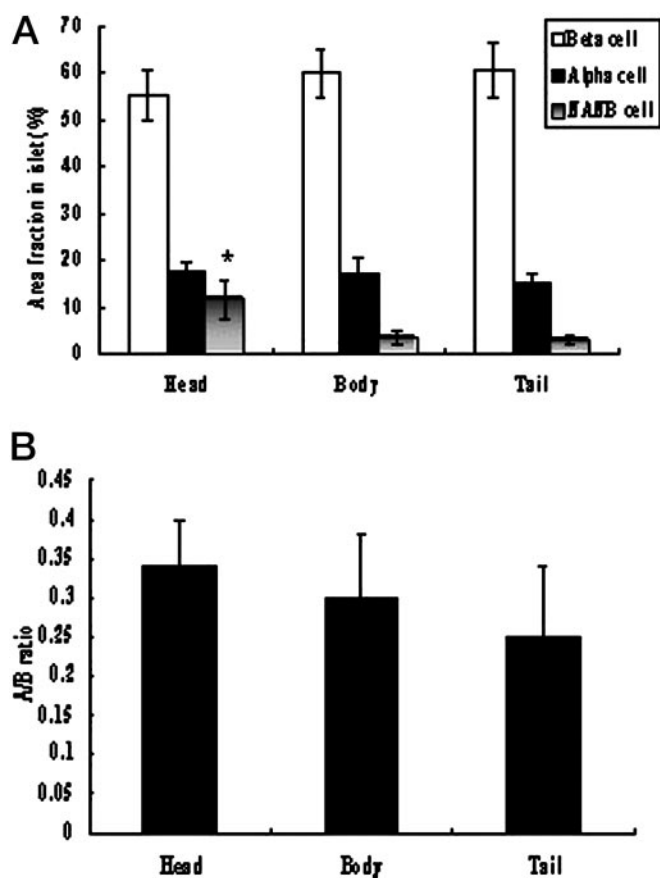 A
70
60
50
40
30
20
10
0
Area fraction in islet(%)
Beta cell
Alpha cell
NANB cell
*
Head Body Tail
B
0.45
0.4
0.35
0.3
0.25
0.2
0.15
0.1
0.05
0
A/B ratio
Head Body Tail